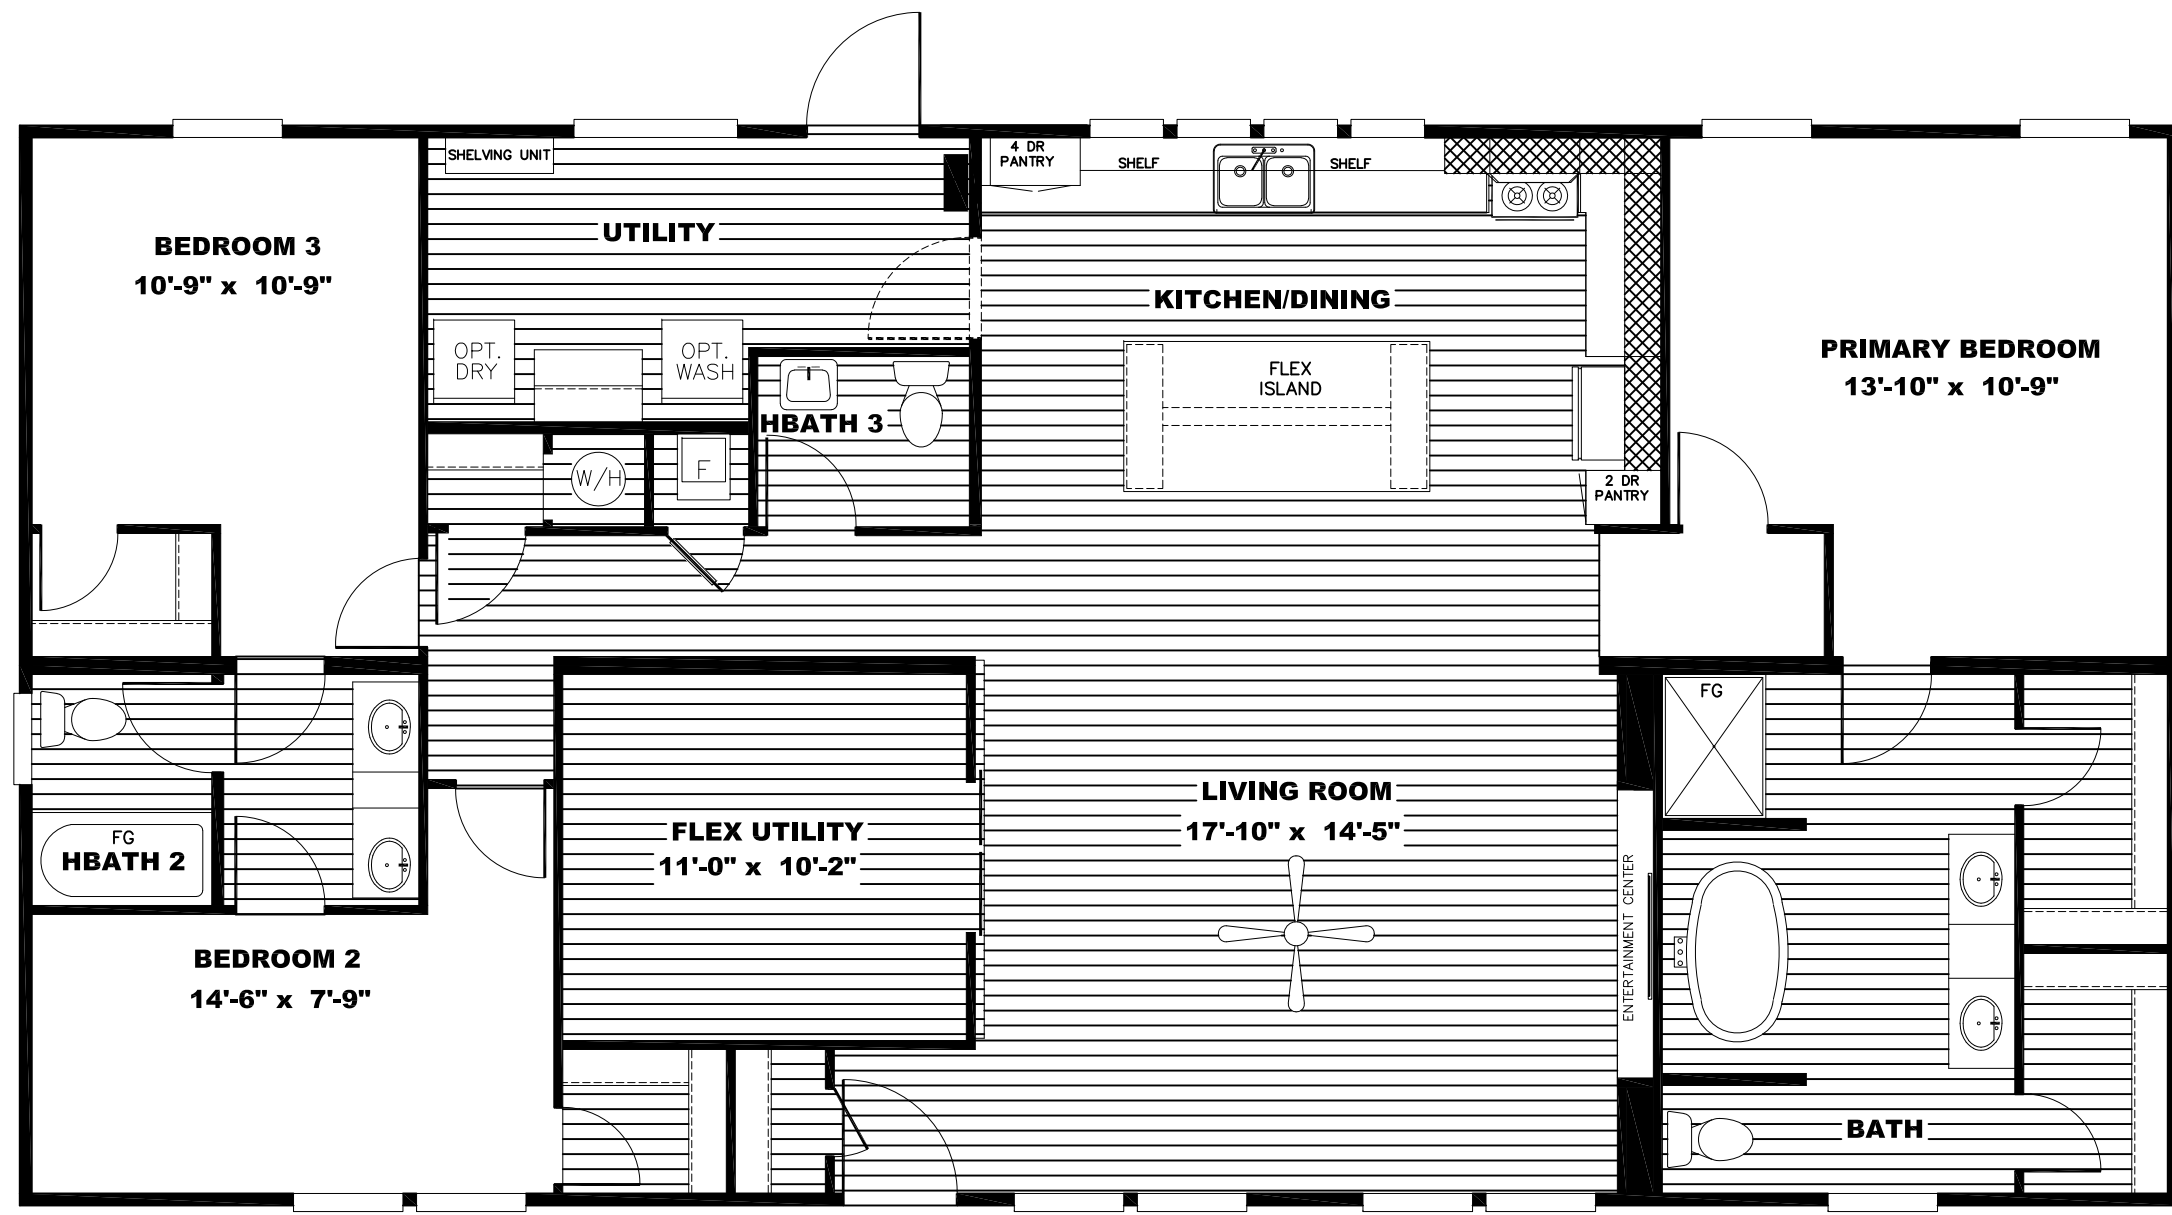 BEDROOM 3
10'-9" x 10'-9"
SHELVING UNIT
UTILITY
OPT.
DRY
OPT.
WASH
HBATH 3
W/H
F
4 DR
PANTRY
SHELF
SHELF
KITCHEN/DINING
FLEX
ISLAND
2 DR
PANTRY
PRIMARY BEDROOM
13'-10" x 10'-9"
FG
HBATH 2
BEDROOM 2
14'-6" x 7'-9"
FLEX UTILITY
11'-0" x 10'-2"
LIVING ROOM
17'-10" x 14'-5"
ENTERTAINMENT CENTER
FG
BATH